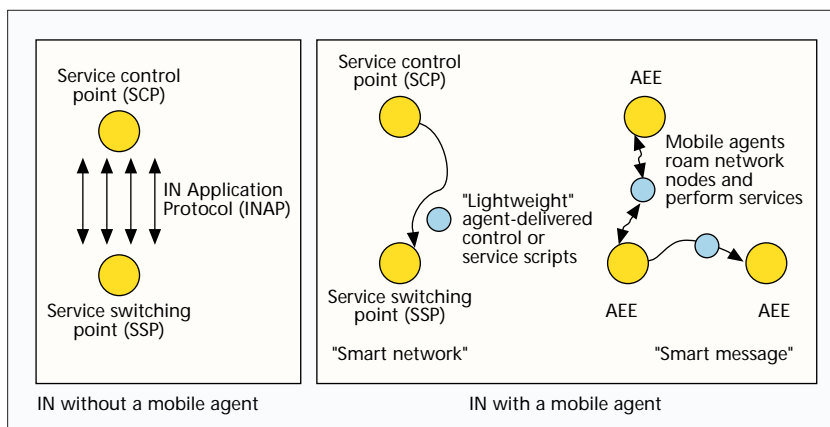 Service control
point (SCP)
IN Application
Protocol (INAP)
Service switching
point (SSP)
IN without a mobile agent
Service control
point (SCP)
"Lightweight"
agent-delivered
control or
service scripts
Service switching
point (SSP)
"Smart network"
AEE
Mobile agents
roam network
nodes and
perform services
AEE
AEE
"Smart message"
IN with a mobile agent